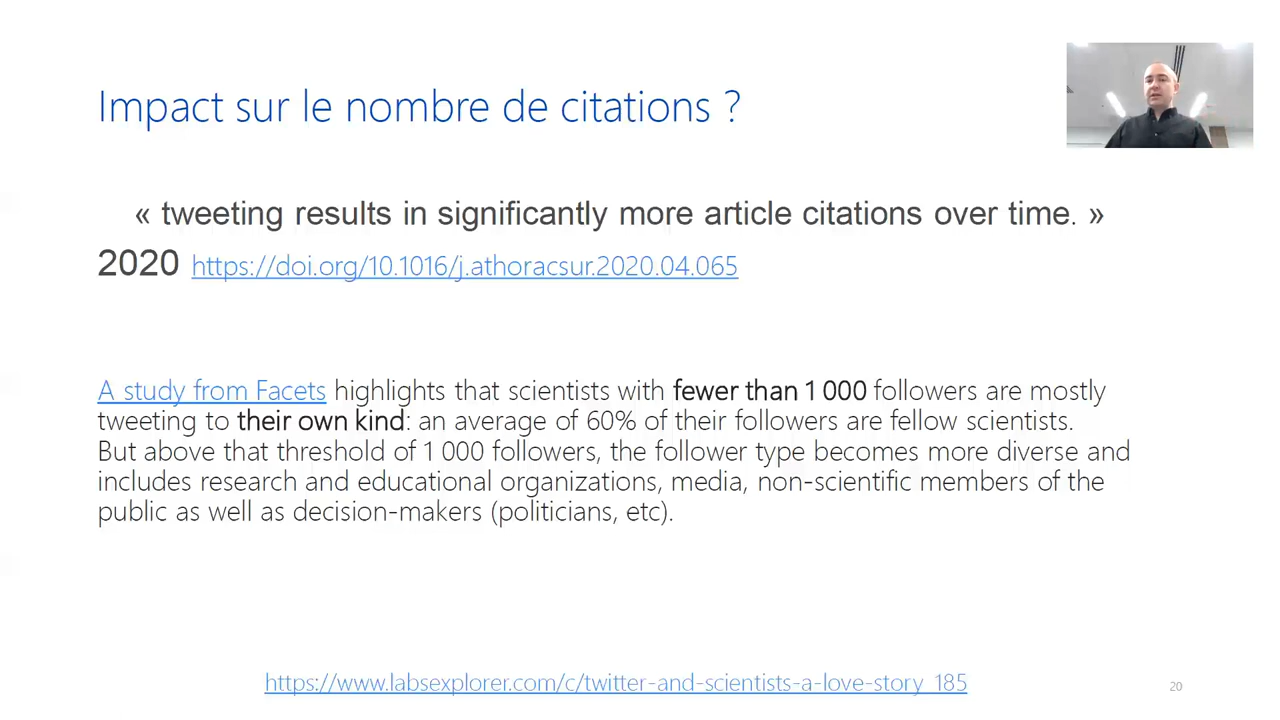 Impact sur le nombre de citations ?
« tweeting results in significantly more article citations over time. »
2020 https://doi.org/10.1016/j.athoracsur.2020.04.065
A study from Facets highlights that scientists with fewer than 1 000 followers are mostly
tweeting to their own kind: an average of 60% of their followers are fellow scientists.
But above that threshold of 1 000 followers, the follower type becomes more diverse and
includes research and educational organizations, media, non-scientific members of the
public as well as decision-makers (politicians, etc).
https://www.labsexplorer.com/c/twitter-and-scientists-a-love-story_185
20